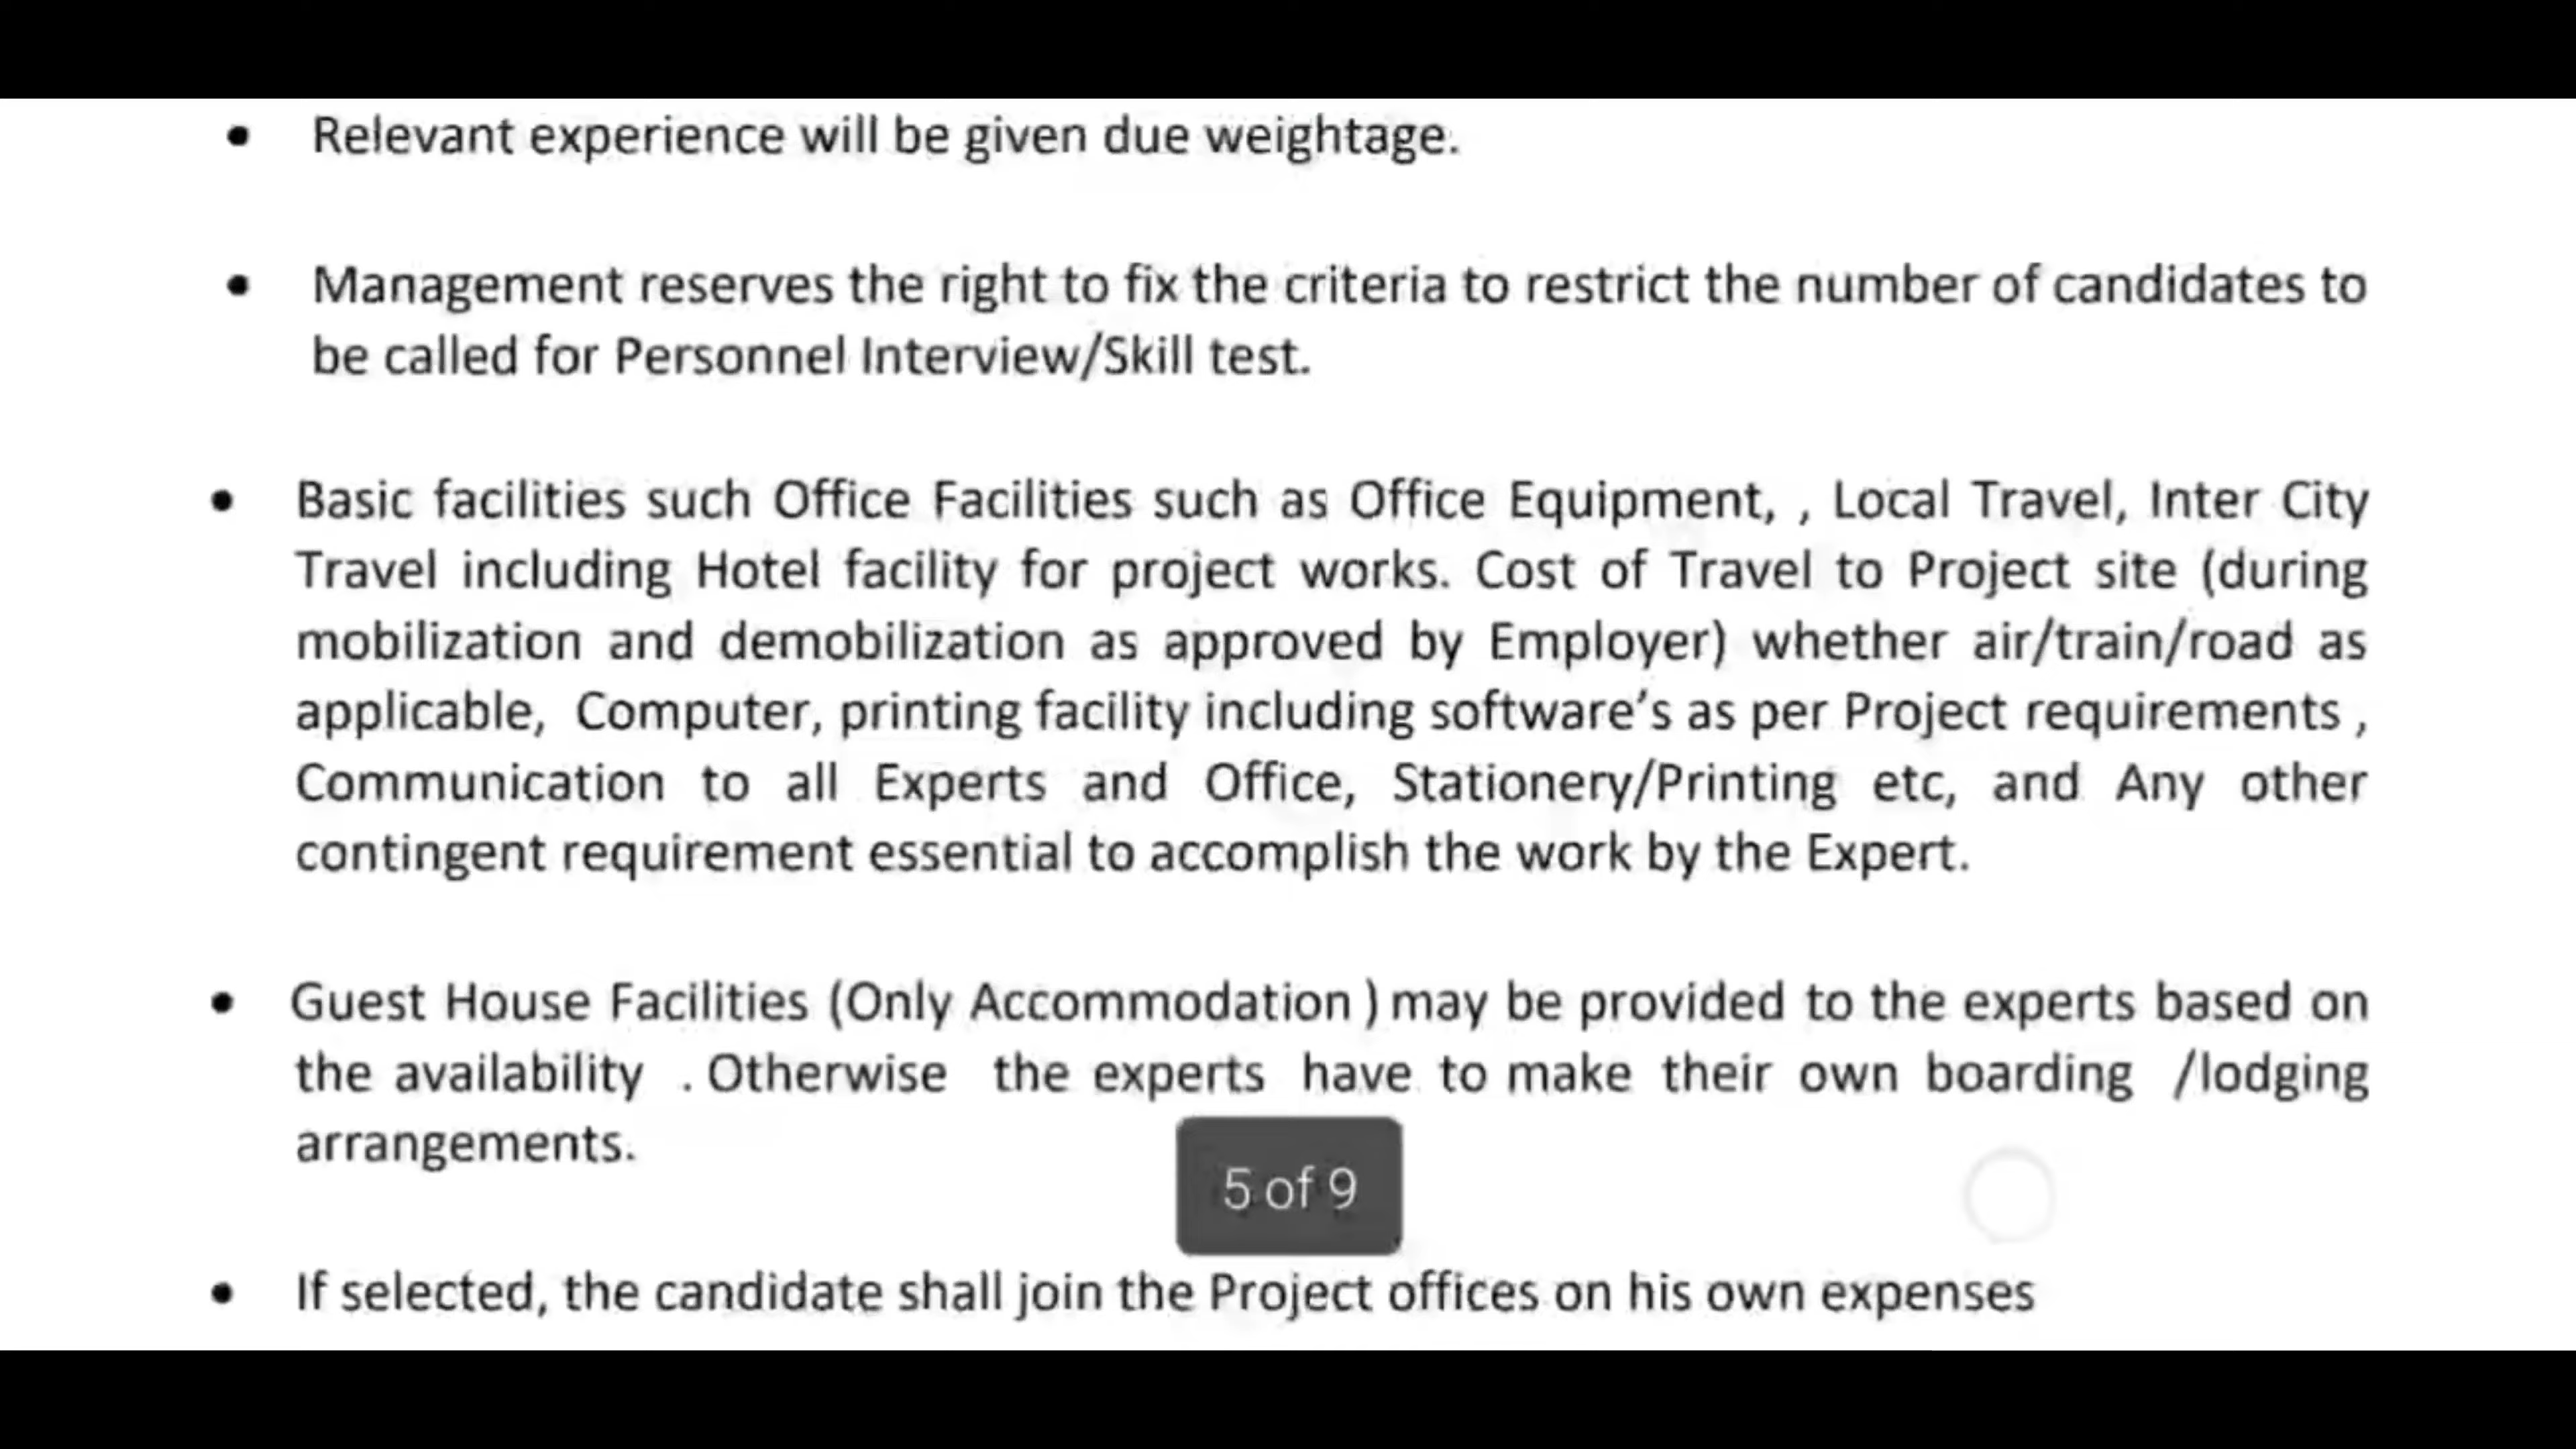 • Relevant experience will be given due weightage.
• Management reserves the right to fix the criteria to restrict the number of candidates to
be called for Personnel Interview/Skill test.
• Basic facilities such Office Facilities such as Office Equipment, , Local Travel, Inter City
Travel including Hotel facility for project works. Cost of Travel to Project site (during
mobilization and demobilization as approved by Employer) whether air/train/road as
applicable, Computer, printing facility including software’s as per Project requirements ,
Communication to all Experts and Office, Stationery/Printing etc, and Any other
contingent requirement essential to accomplish the work by the Expert.
• Guest House Facilities (Only Accommodation ) may be provided to the experts based on
the availability . Otherwise the experts have to make their own boarding /lodging
arrangements.
5 of 9
• If selected, the candidate shall join the Project offices on his own expenses